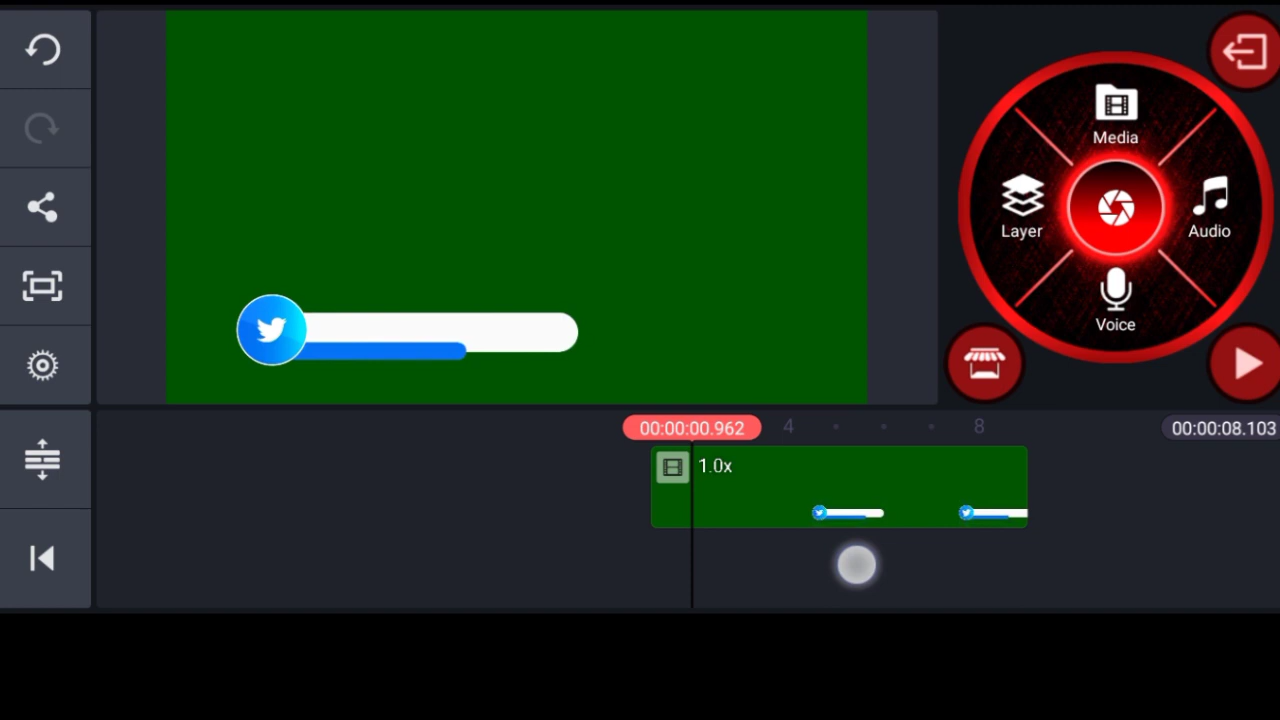 Media
Layer
Audio
Voice
00:00:00.962
4
8
00:00:08.103
1.0x